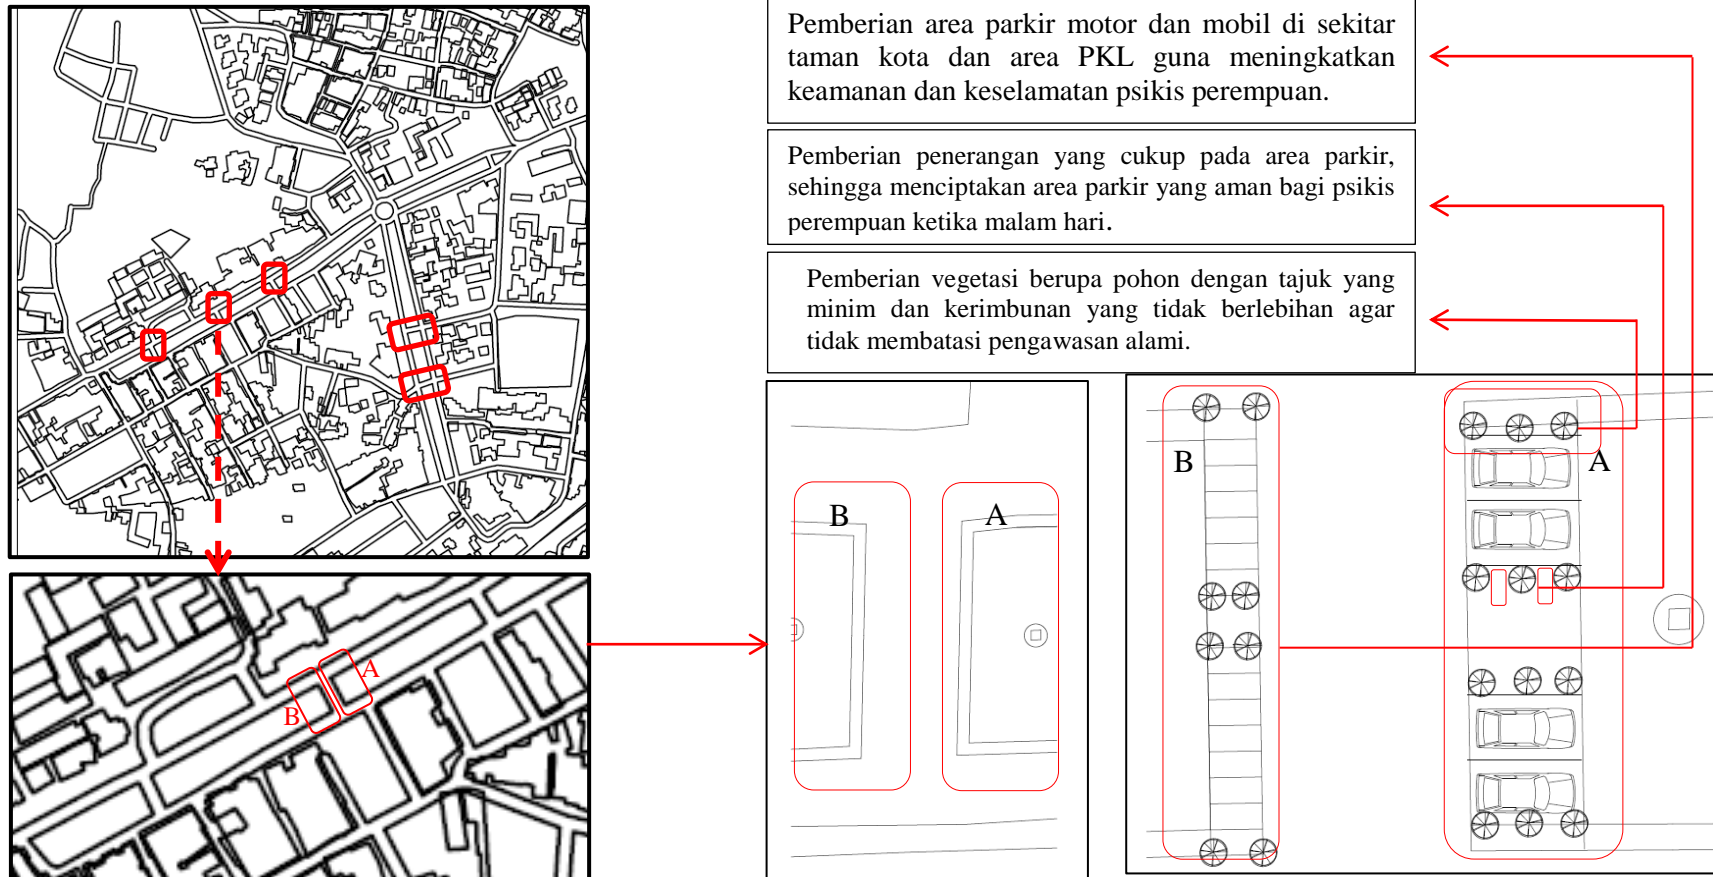 Pemberian area parkir motor dan mobil di sekitar
taman kota dan area PKL guna meningkatkan
keamanan dan keselamatan psikis perempuan.
Pemberian penerangan yang cukup pada area parkir,
sehingga menciptakan area parkir yang aman bagi psikis
perempuan ketika malam hari.
Pemberian vegetasi berupa pohon dengan tajuk yang
minim dan kerimbunan yang tidak berlebihan agar
tidak membatasi pengawasan alami.
A
B
B
A
B
A